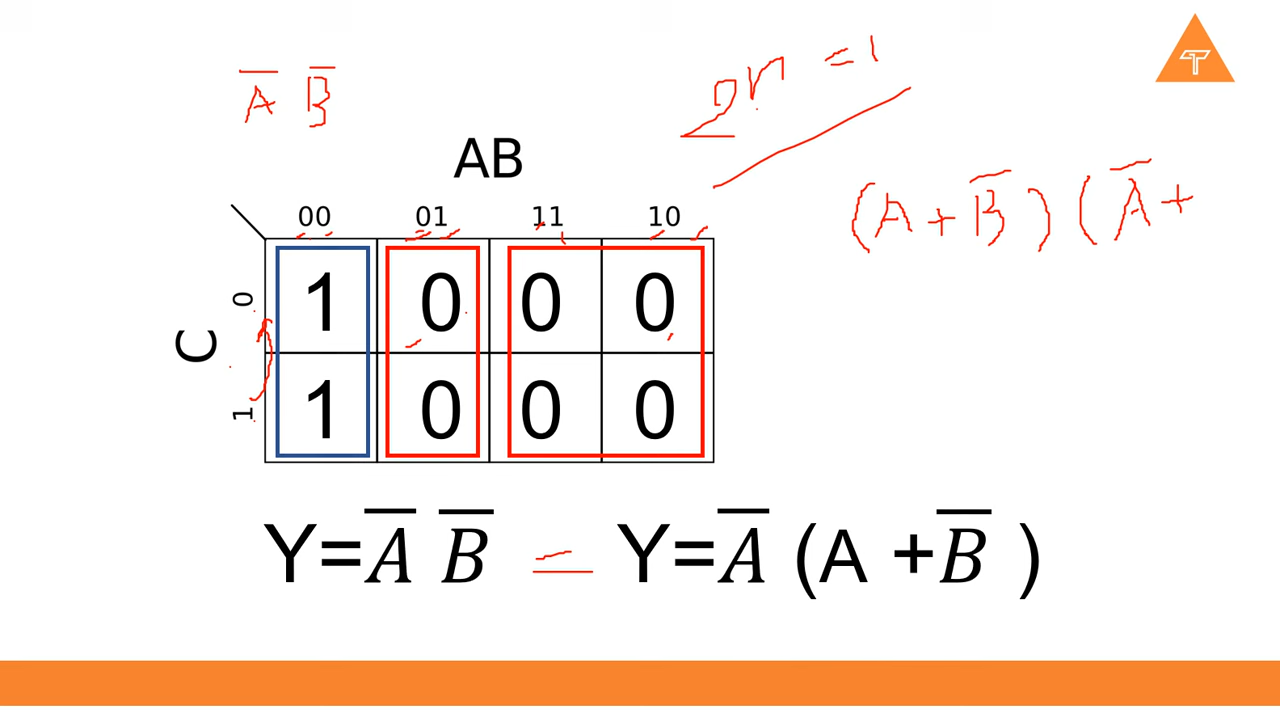 A̅ B̅
2n = 1
(A + B̅) (A̅ +
AB
00 01 11 10
C
0 1 0 0 0
1 1 0 0 0
Y=A̅ B̅ = Y=A̅ (A +B̅ )